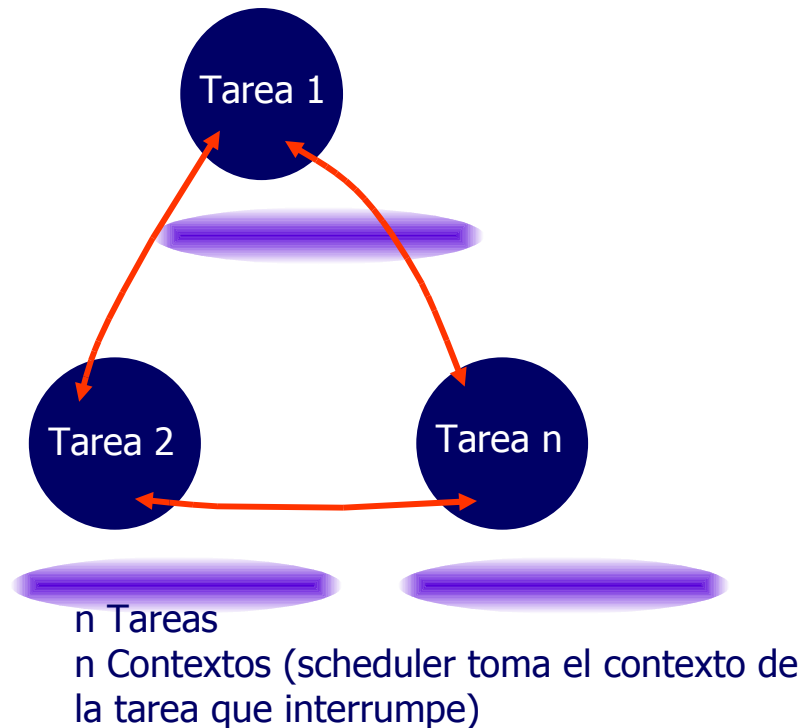 Tarea 1
Tarea 2
Tarea n
n Tareas
n Contextos (scheduler toma el contexto de
la tarea que interrumpe)